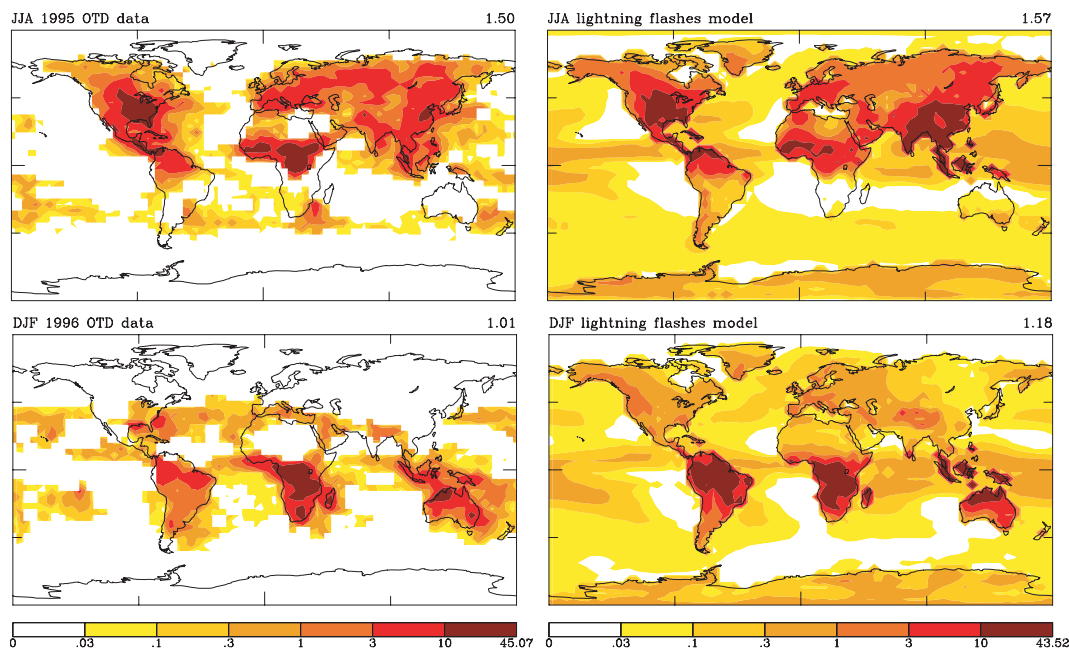 JJA 1995 OTD data 1.50
JJA lightning flashes model 1.57
DJF 1996 OTD data 1.01
DJF lightning flashes model 1.18
0 .03 .1 .3 1 3 10 45.07
0 .03 .1 .3 1 3 10 43.52